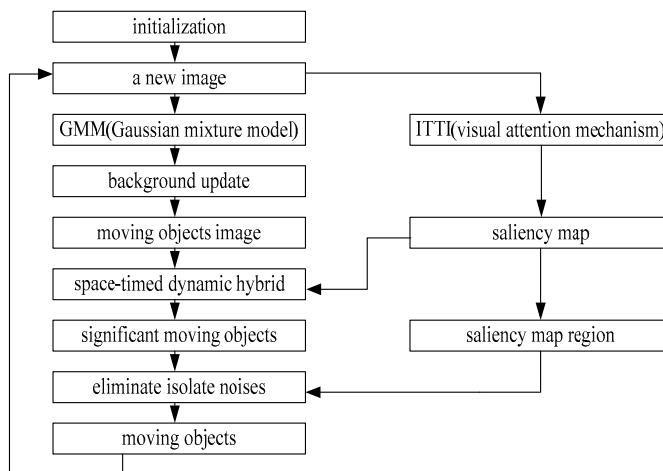 initialization
a new image
GMM(Gaussian mixture model)
ITTI(visual attention mechanism)
background update
moving objects image
saliency map
space-timed dynamic hybrid
significant moving objects
saliency map region
eliminate isolate noises
moving objects